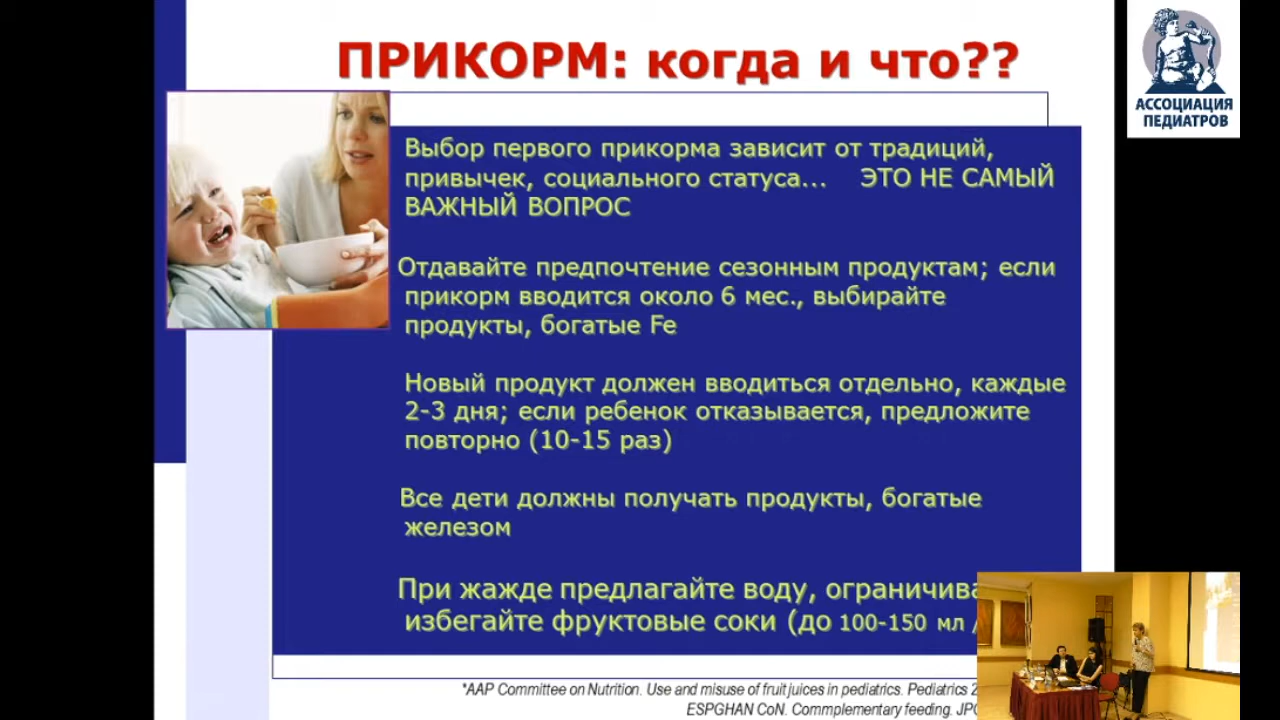 ПРИКОРМ: когда и что??
АССОЦИАЦИЯ
ПЕДИАТРОВ
Выбор первого прикорма зависит от традиций,
привычек, социального статуса... ЭТО НЕ САМЫЙ
ВАЖНЫЙ ВОПРОС
Отдавайте предпочтение сезонным продуктам; если
прикорм вводится около 6 мес., выбирайте
продукты, богатые Fe
Новый продукт должен вводиться отдельно, каждые
2-3 дня; если ребенок отказывается, предложите
повторно (10-15 раз)
Все дети должны получать продукты, богатые
железом
При жажде предлагайте воду,
избегайте фруктовые соки (до 100-150 мл
*AAP Committee on Nutrition. Use and misuse of fruit juices in pediatrics. Pediatrics
ESPGHAN CoN. Commplementary feeding.